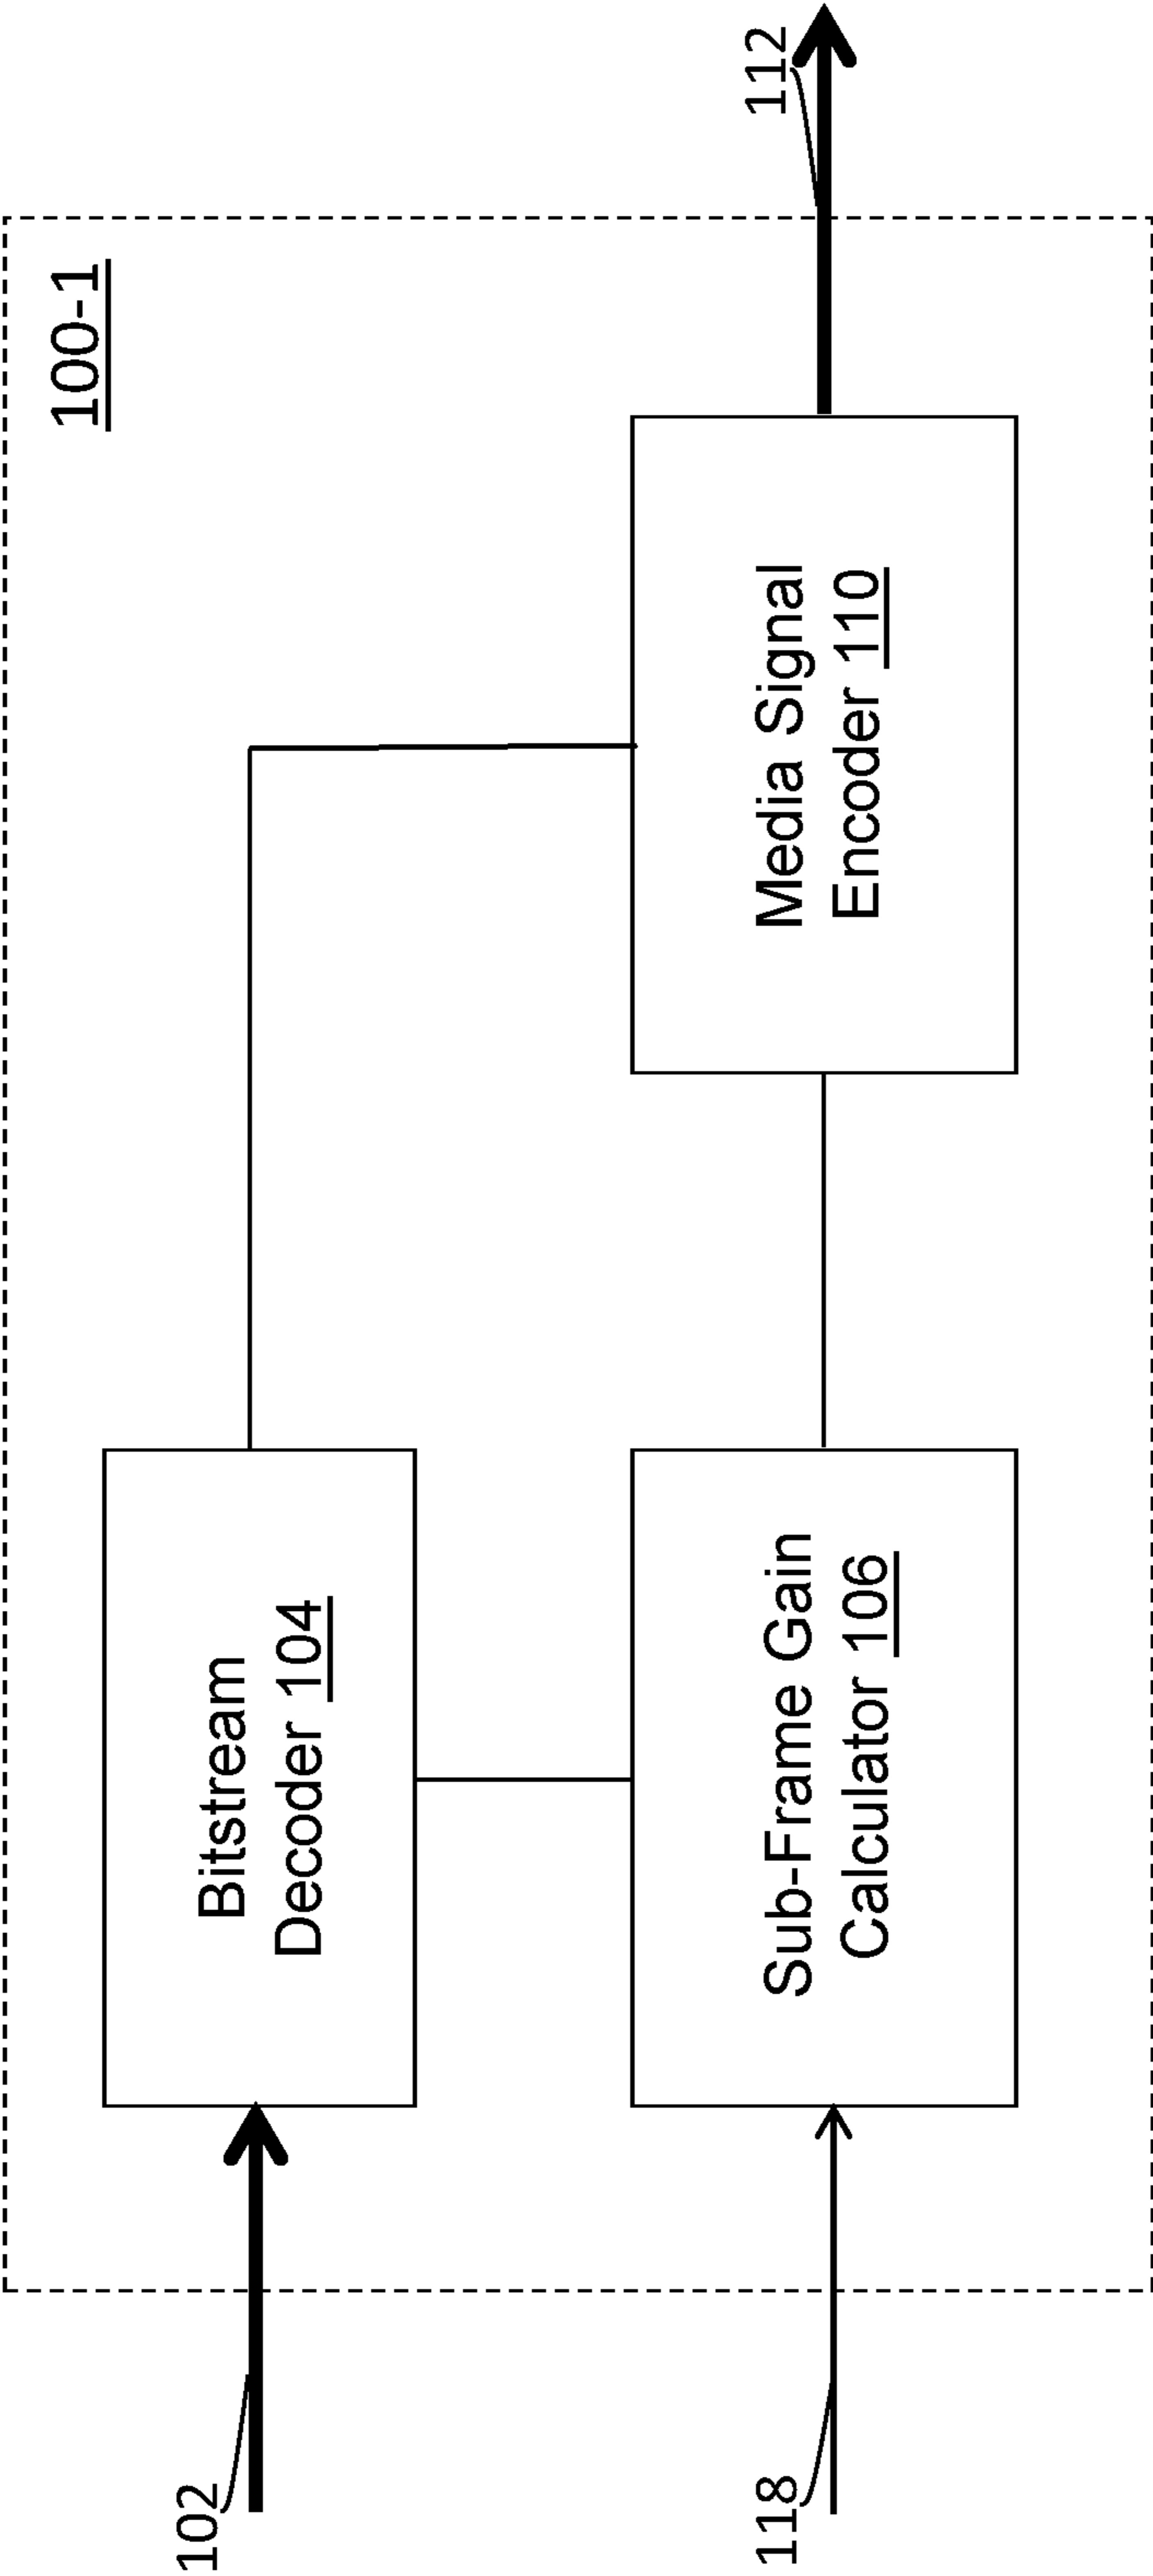 100-1
112
102
Bitstream
Decoder 104
118
Sub-Frame Gain
Calculator 106
Media Signal
Encoder 110